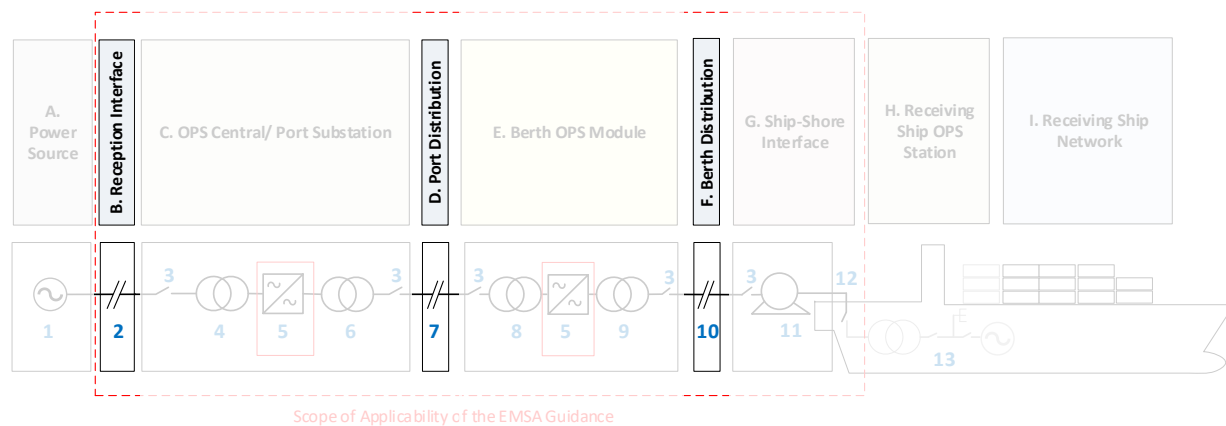 A.
Power
Source
B. Reception Interface
C. OPS Central/ Port Substation
D. Port Distribution
E. Berth OPS Module
F. Berth Distribution
G. Ship-Shore
Interface
H. Receiving
Ship OPS
Station
I. Receiving Ship
Network
1
2
3
4
5
6
3
7
3
8
5
9
3
10
3
11
12
13
Scope of Applicability of the EMSA Guidance